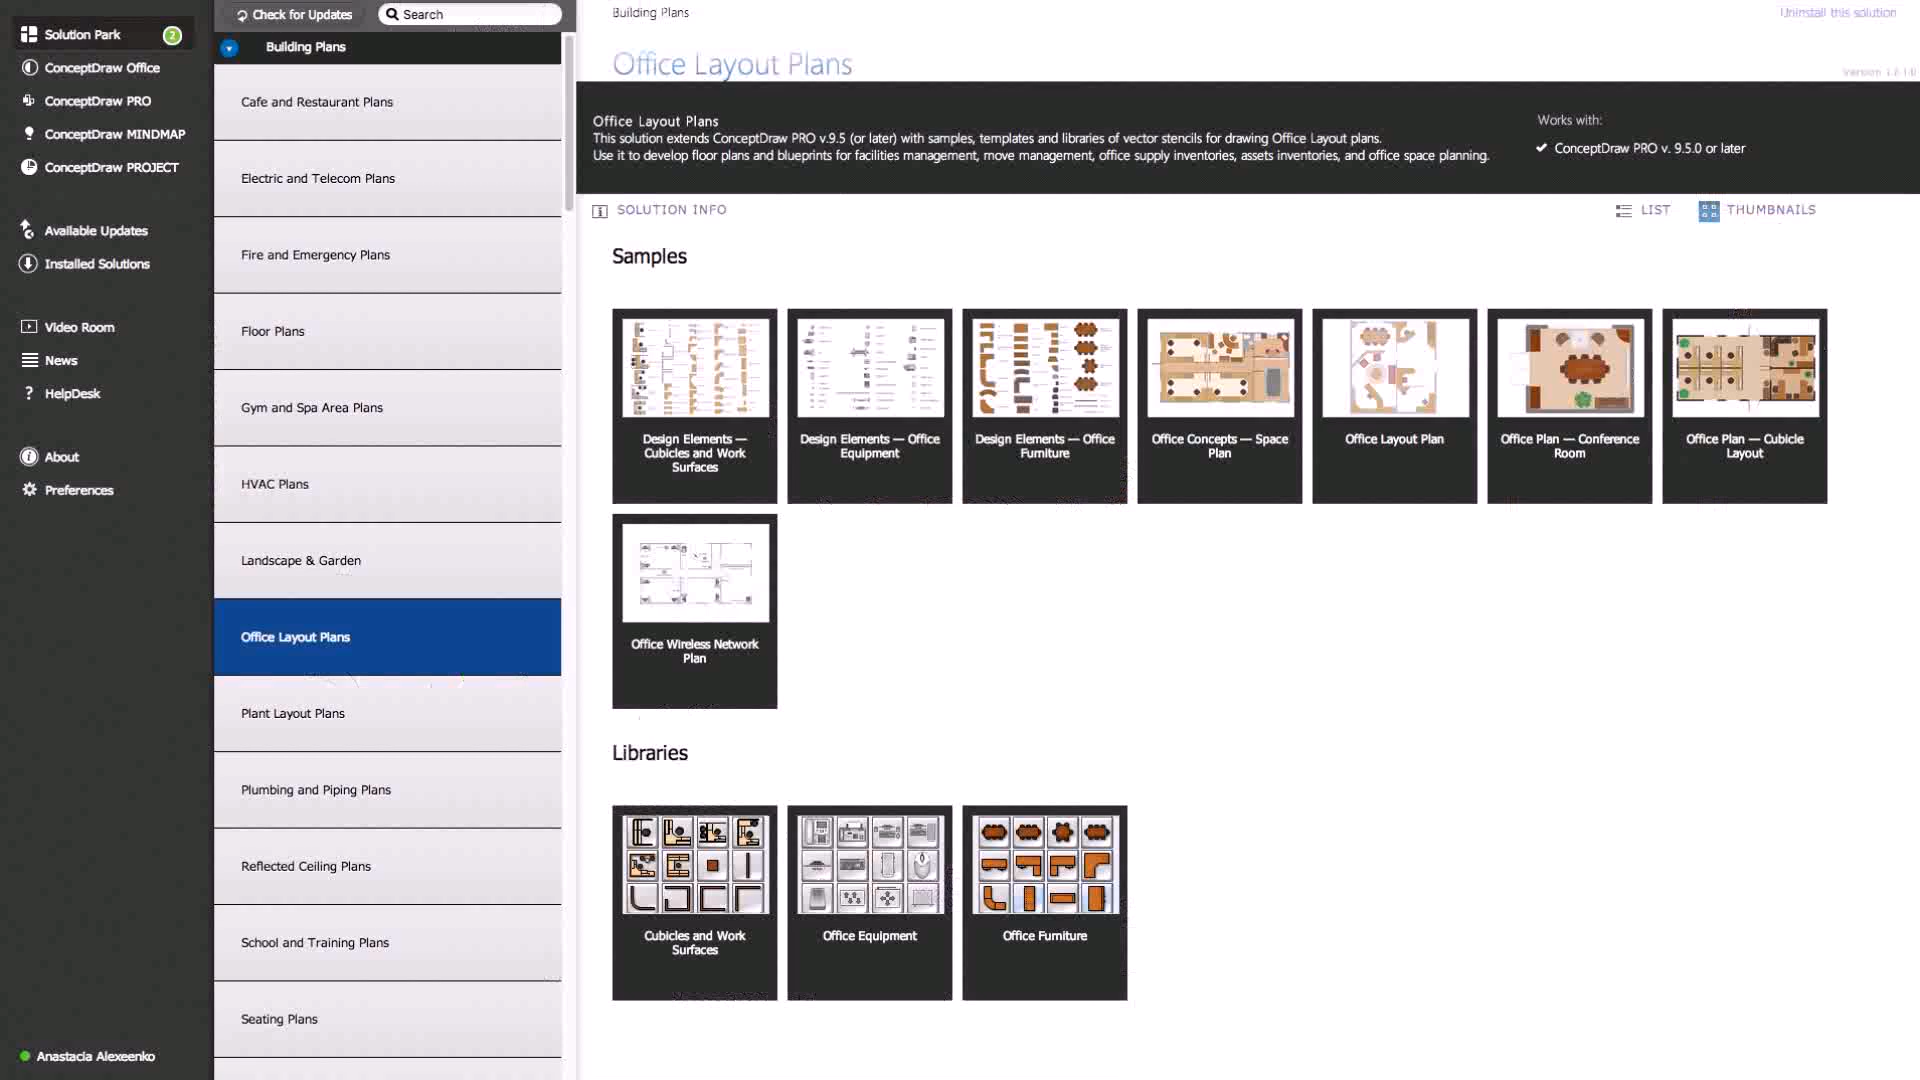 Solution Park
2
ConceptDraw Office
ConceptDraw PRO
ConceptDraw MINDMAP
ConceptDraw PROJECT
Available Updates
Installed Solutions
Video Room
News
HelpDesk
About
Preferences
Anastacia Alexeenko
Check for Updates
Search
Building Plans
Cafe and Restaurant Plans
Electric and Telecom Plans
Fire and Emergency Plans
Floor Plans
Gym and Spa Area Plans
HVAC Plans
Landscape & Garden
Office Layout Plans
Plant Layout Plans
Plumbing and Piping Plans
Reflected Ceiling Plans
School and Training Plans
Seating Plans
Building Plans
Uninstall this solution
Office Layout Plans
Office Layout Plans
This solution extends ConceptDraw PRO v.9.5 (or later) with samples, templates and libraries of vector stencils for drawing Office Layout plans.
Use it to develop floor plans and blueprints for facilities management, move management, office supply inventories, assets inventories, and office space planning.
Works with:
ConceptDraw PRO v. 9.5.0 or later
SOLUTION INFO
LIST
THUMBNAILS
Samples
Design Elements —
Cubicles and Work
Surfaces
Design Elements — Office
Equipment
Design Elements — Office
Furniture
Office Concepts — Space
Plan
Office Layout Plan
Office Plan — Conference
Room
Office Plan — Cubicle
Layout
Office Wireless Network
Plan
Libraries
Cubicles and Work
Surfaces
Office Equipment
Office Furniture